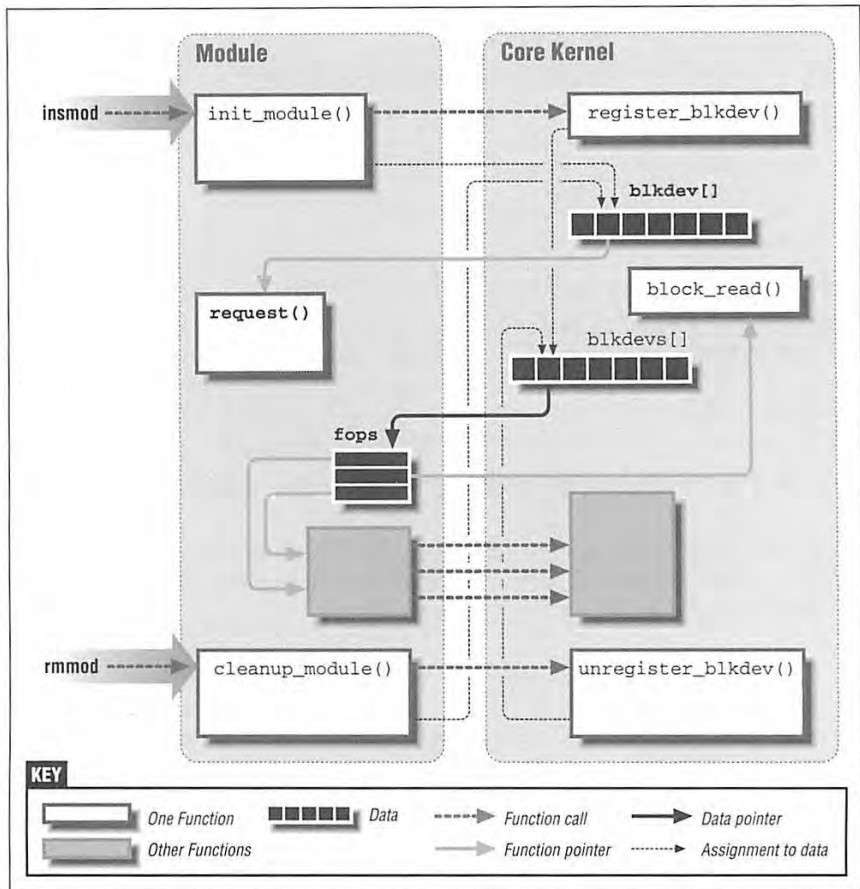 Module
Core Kernel
insmod
init_module()
register_blkdev()
blkdev[]
block_read()
request()
blkdevs[]
fops
rmmod
cleanup_module()
unregister_blkdev()
KEY
One Function
Data
Function call
Data pointer
Other Functions
Function pointer
Assignment to data